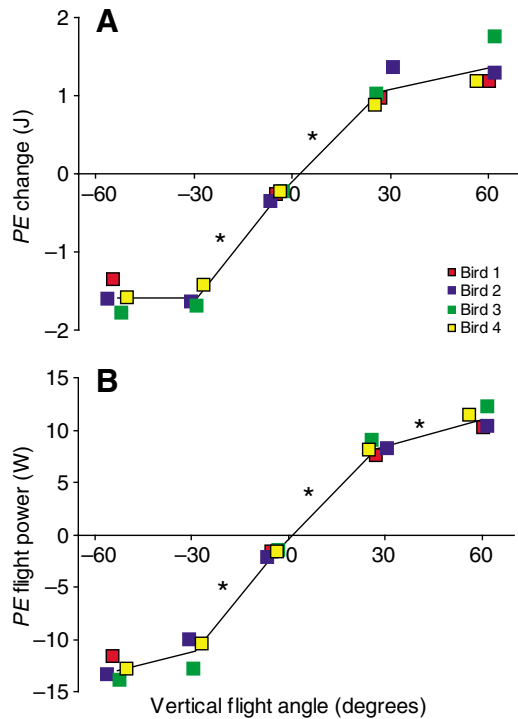 A
2
1
0
–1
–2
PE change (J)
–60 –30 0 30 60
*
*
Bird 1
Bird 2
Bird 3
Bird 4
B
15
10
5
0
–5
–10
–15
PE flight power (W)
–60 –30 0 30 60
*
*
*
Vertical flight angle (degrees)